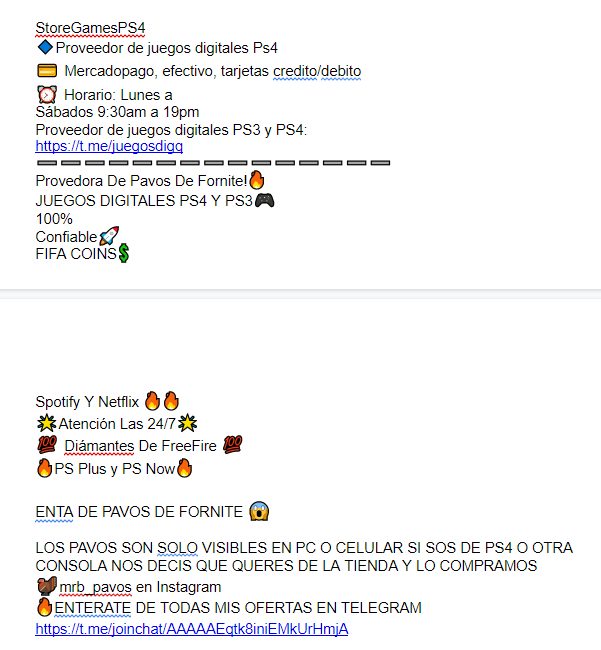 StoreGamesPS4
🔷Proveedor de juegos digitales Ps4
💳 Mercadopago, efectivo, tarjetas credito/debito
⏰ Horario: Lunes a
Sábados 9:30am a 19pm
Proveedor de juegos digitales PS3 y PS4:
https://t.me/juegosdigg
➖➖➖➖➖➖➖➖➖➖➖➖➖➖➖
Provedora De Pavos De Fornite!🔥
JUEGOS DIGITALES PS4 Y PS3🎮
100%
Confiable🚀
FIFA COINS💲
Spotify Y Netflix 🔥🔥
🌟Atención Las 24/7🌟
💯 Diámantes De FreeFire 💯
🔥PS Plus y PS Now🔥
ENTA DE PAVOS DE FORNITE 😱
LOS PAVOS SON SOLO VISIBLES EN PC O CELULAR SI SOS DE PS4 O OTRA
CONSOLA NOS DECIS QUE QUERES DE LA TIENDA Y LO COMPRAMOS
🦃mrb_pavos en Instagram
🔥ENTERATE DE TODAS MIS OFERTAS EN TELEGRAM
https://t.me/joinchat/AAAAAEqtk8iniEMkUrHmjA